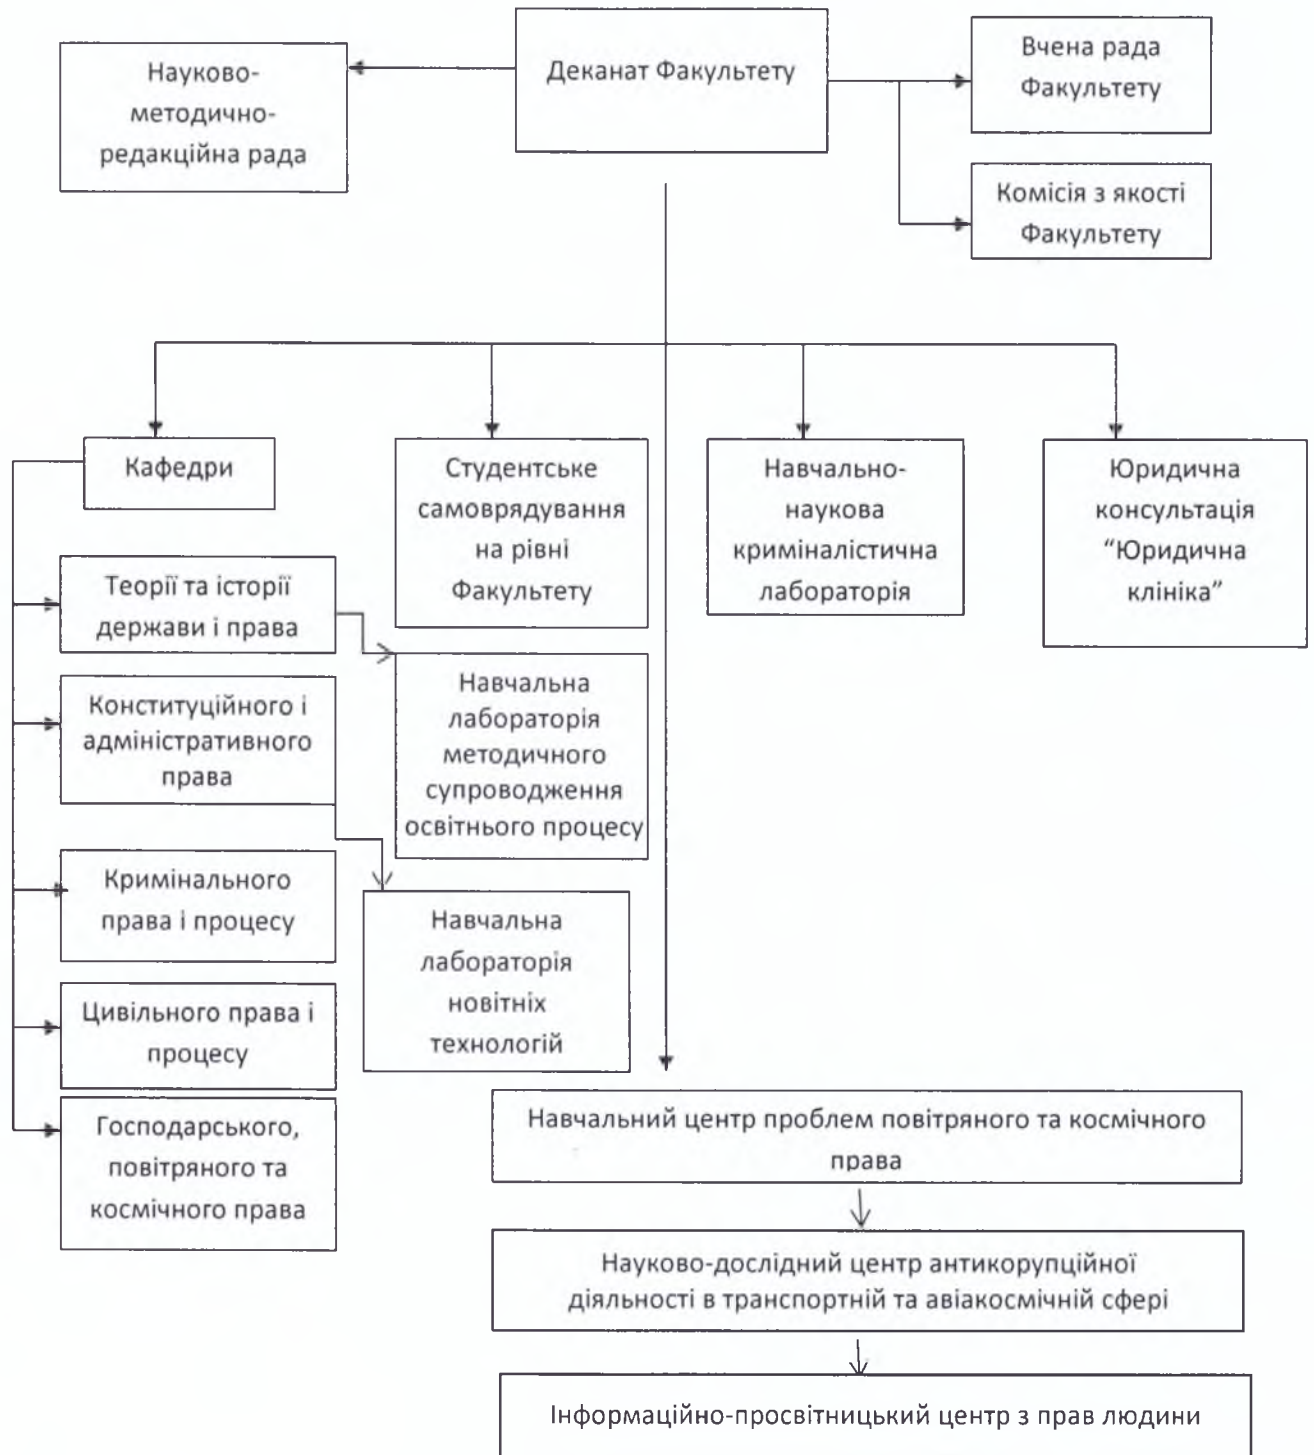 Деканат Факультету
Науково-
методично-
редакційна рада
Вчена рада
Факультету
Комісія з якості
Факультету
Кафедри
Студентське
самоврядування
на рівні
Факультету
Навчально-
наукова
криміналістична
лабораторія
Юридична
консультація
“Юридична
клініка”
Теорії та історії
держави і права
Конституційного і
адміністративного
права
Кримінального
права і процесу
Цивільного права і
процесу
Господарського,
повітряного та
космічного права
Навчальна
лабораторія
методичного
супроводження
освітнього процесу
Навчальна
лабораторія
новітніх
технологій
Навчальний центр проблем повітряного та космічного
права
Науково-дослідний центр антикорупційної
діяльності в транспортній та авіакосмічній сфері
Інформаційно-просвітницький центр з прав людини